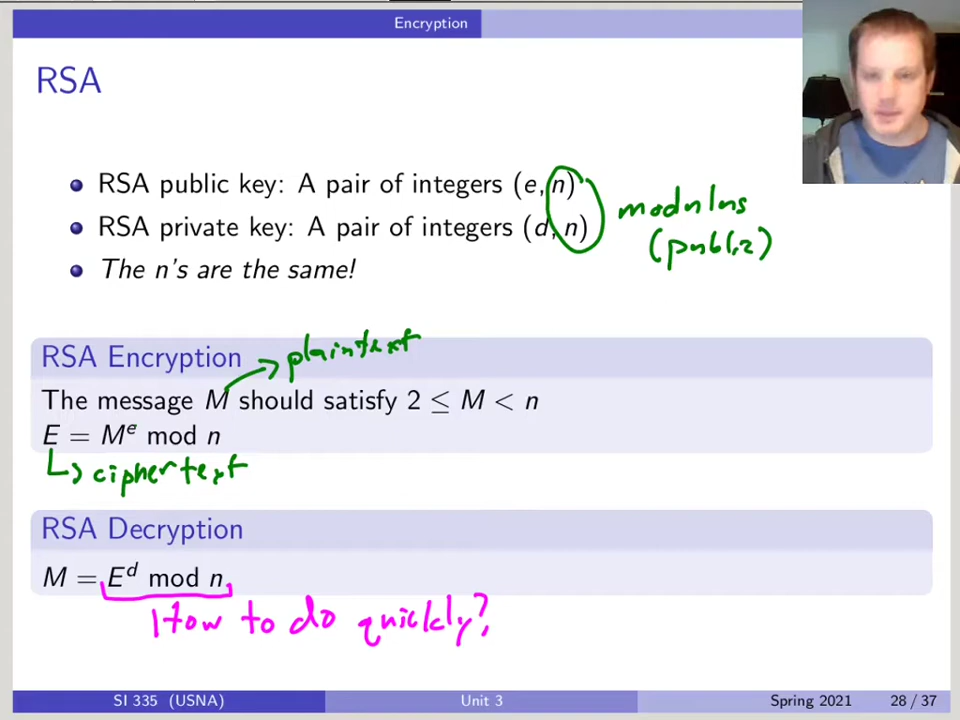 Encryption
RSA
RSA public key: A pair of integers (e, n)
RSA private key: A pair of integers (d, n)
modulus
(public)
The n's are the same!
RSA Encryption
plaintext
The message M should satisfy 2 ≤ M < n
E = Mᵉ mod n
ciphertext
RSA Decryption
M = Eᵈ mod n
How to do quickly?
SI 335 (USNA) Unit 3 Spring 2021 28 / 37